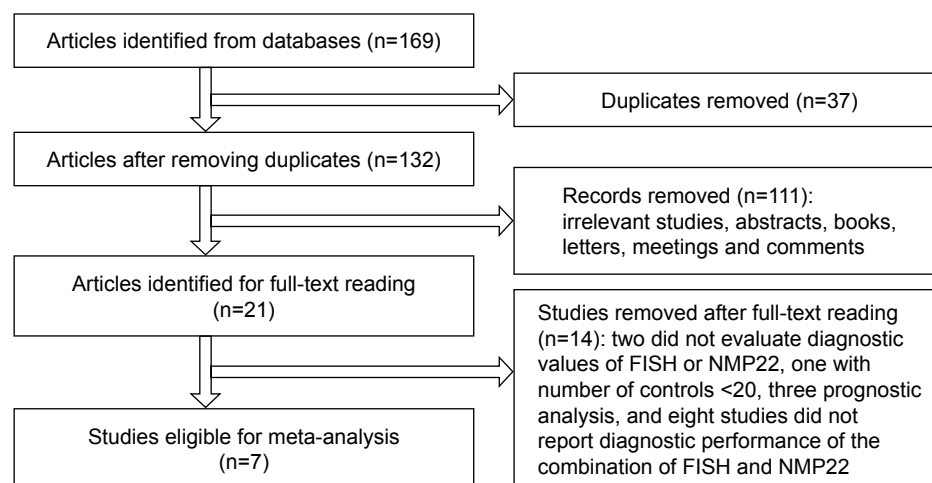 Articles identified from databases (n=169)
Duplicates removed (n=37)
Articles after removing duplicates (n=132)
Records removed (n=111):
irrelevant studies, abstracts, books,
letters, meetings and comments
Articles identified for full-text reading
(n=21)
Studies removed after full-text reading
(n=14): two did not evaluate diagnostic
values of FISH or NMP22, one with
number of controls <20, three prognostic
analysis, and eight studies did not
report diagnostic performance of the
combination of FISH and NMP22
Studies eligible for meta-analysis
(n=7)